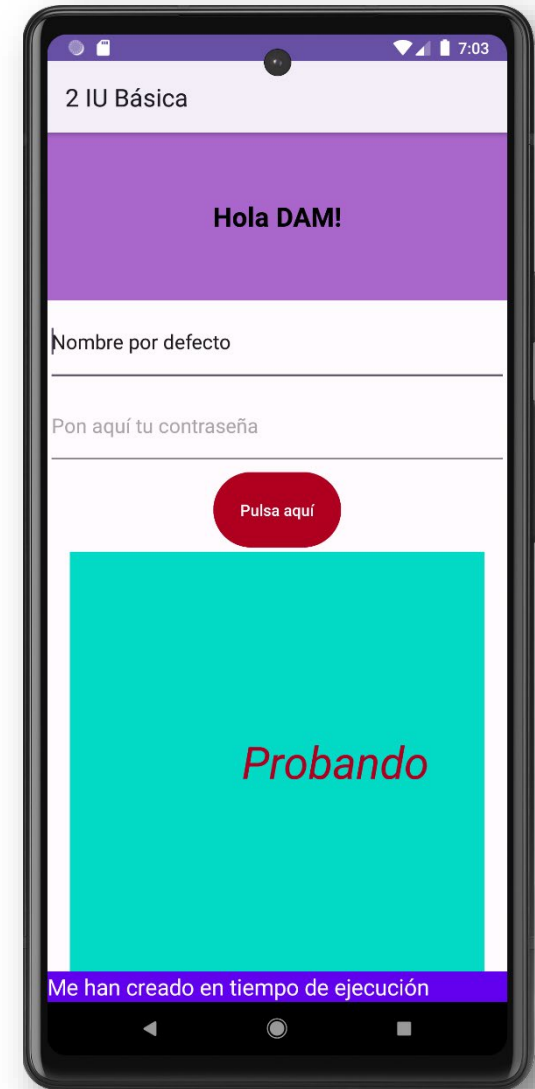 7:03
2 IU Básica
Hola DAM!
Nombre por defecto
Pon aquí tu contraseña
Pulsa aquí
Probando
Me han creado en tiempo de ejecución